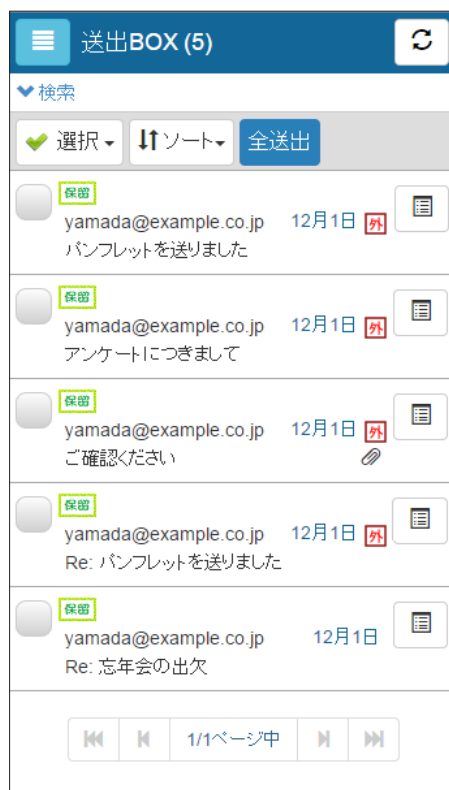 送出BOX (5)
検索
選択 ソート 全送出
保留
yamada@example.co.jp 12月1日 外
パンフレットを送りました
保留
yamada@example.co.jp 12月1日 外
アンケートにつきまして
保留
yamada@example.co.jp 12月1日 外
ご確認ください
保留
yamada@example.co.jp 12月1日 外
Re: パンフレットを送りました
保留
yamada@example.co.jp 12月1日
Re: 忘年会の出欠
1/1ページ中